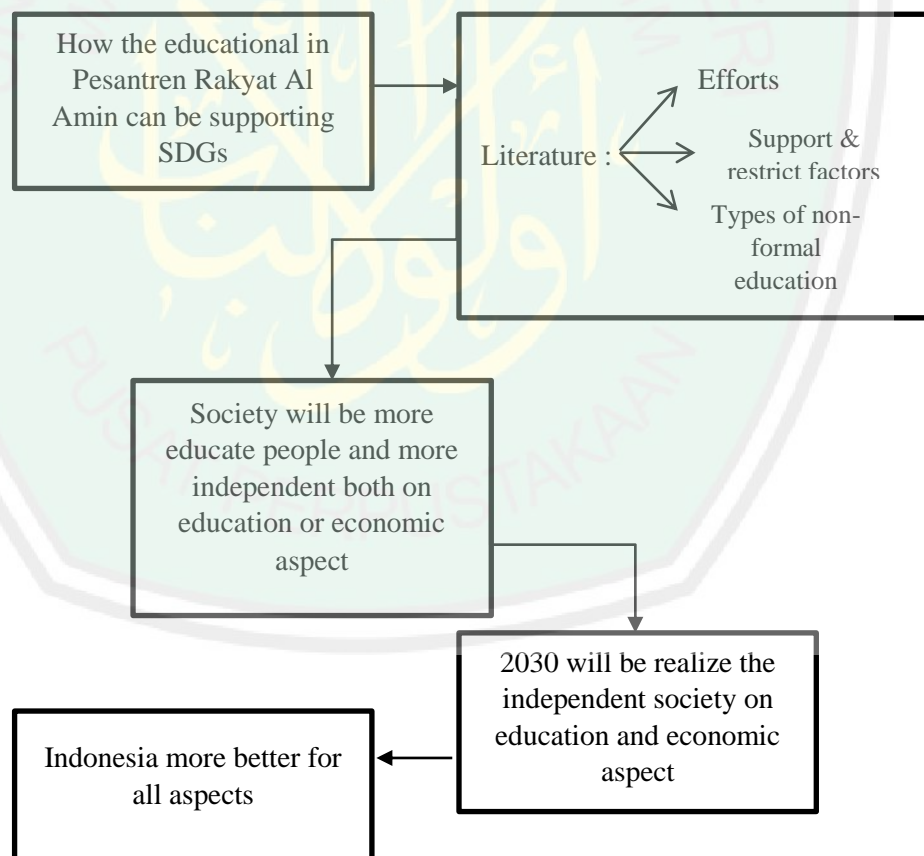 How the educational in
Pesantren Rakyat Al
Amin can be supporting
SDGs
Literature :
Efforts
Support &
restrict factors
Types of non-
formal
education
Society will be more
educate people and more
independent both on
education or economic
aspect
2030 will be realize the
independent society on
education and economic
aspect
Indonesia more better for
all aspects
PUSAT PERPUSTAKAAN